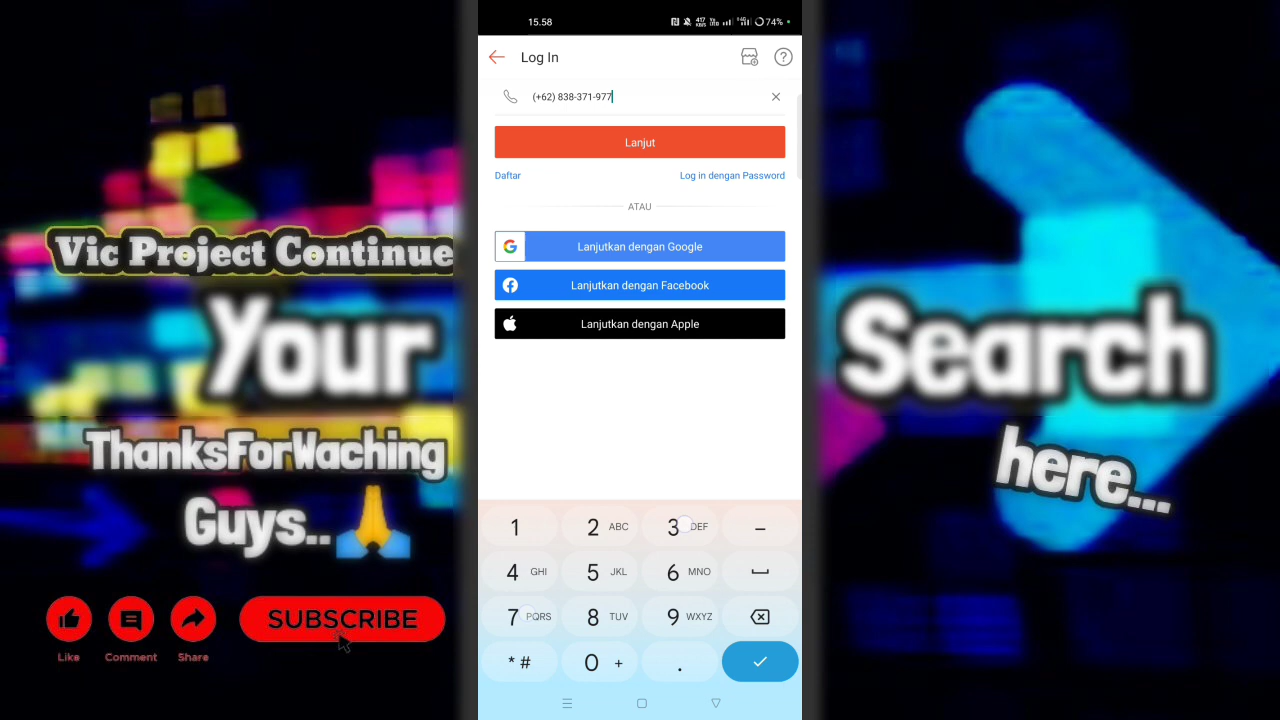 15.58
417 KB/S
74%
Log In
(+62) 838-371-977
Lanjut
Daftar
Log in dengan Password
ATAU
Lanjutkan dengan Google
Lanjutkan dengan Facebook
Lanjutkan dengan Apple
1
2 ABC
3 DEF
–
4 GHI
5 JKL
6 MNO
7 PQRS
8 TUV
9 WXYZ
* #
0 +
.
Vic Project Continue
Your
ThanksForWaching
Guys..🙏
SUBSCRIBE
Like
Comment
Share
Search
here...